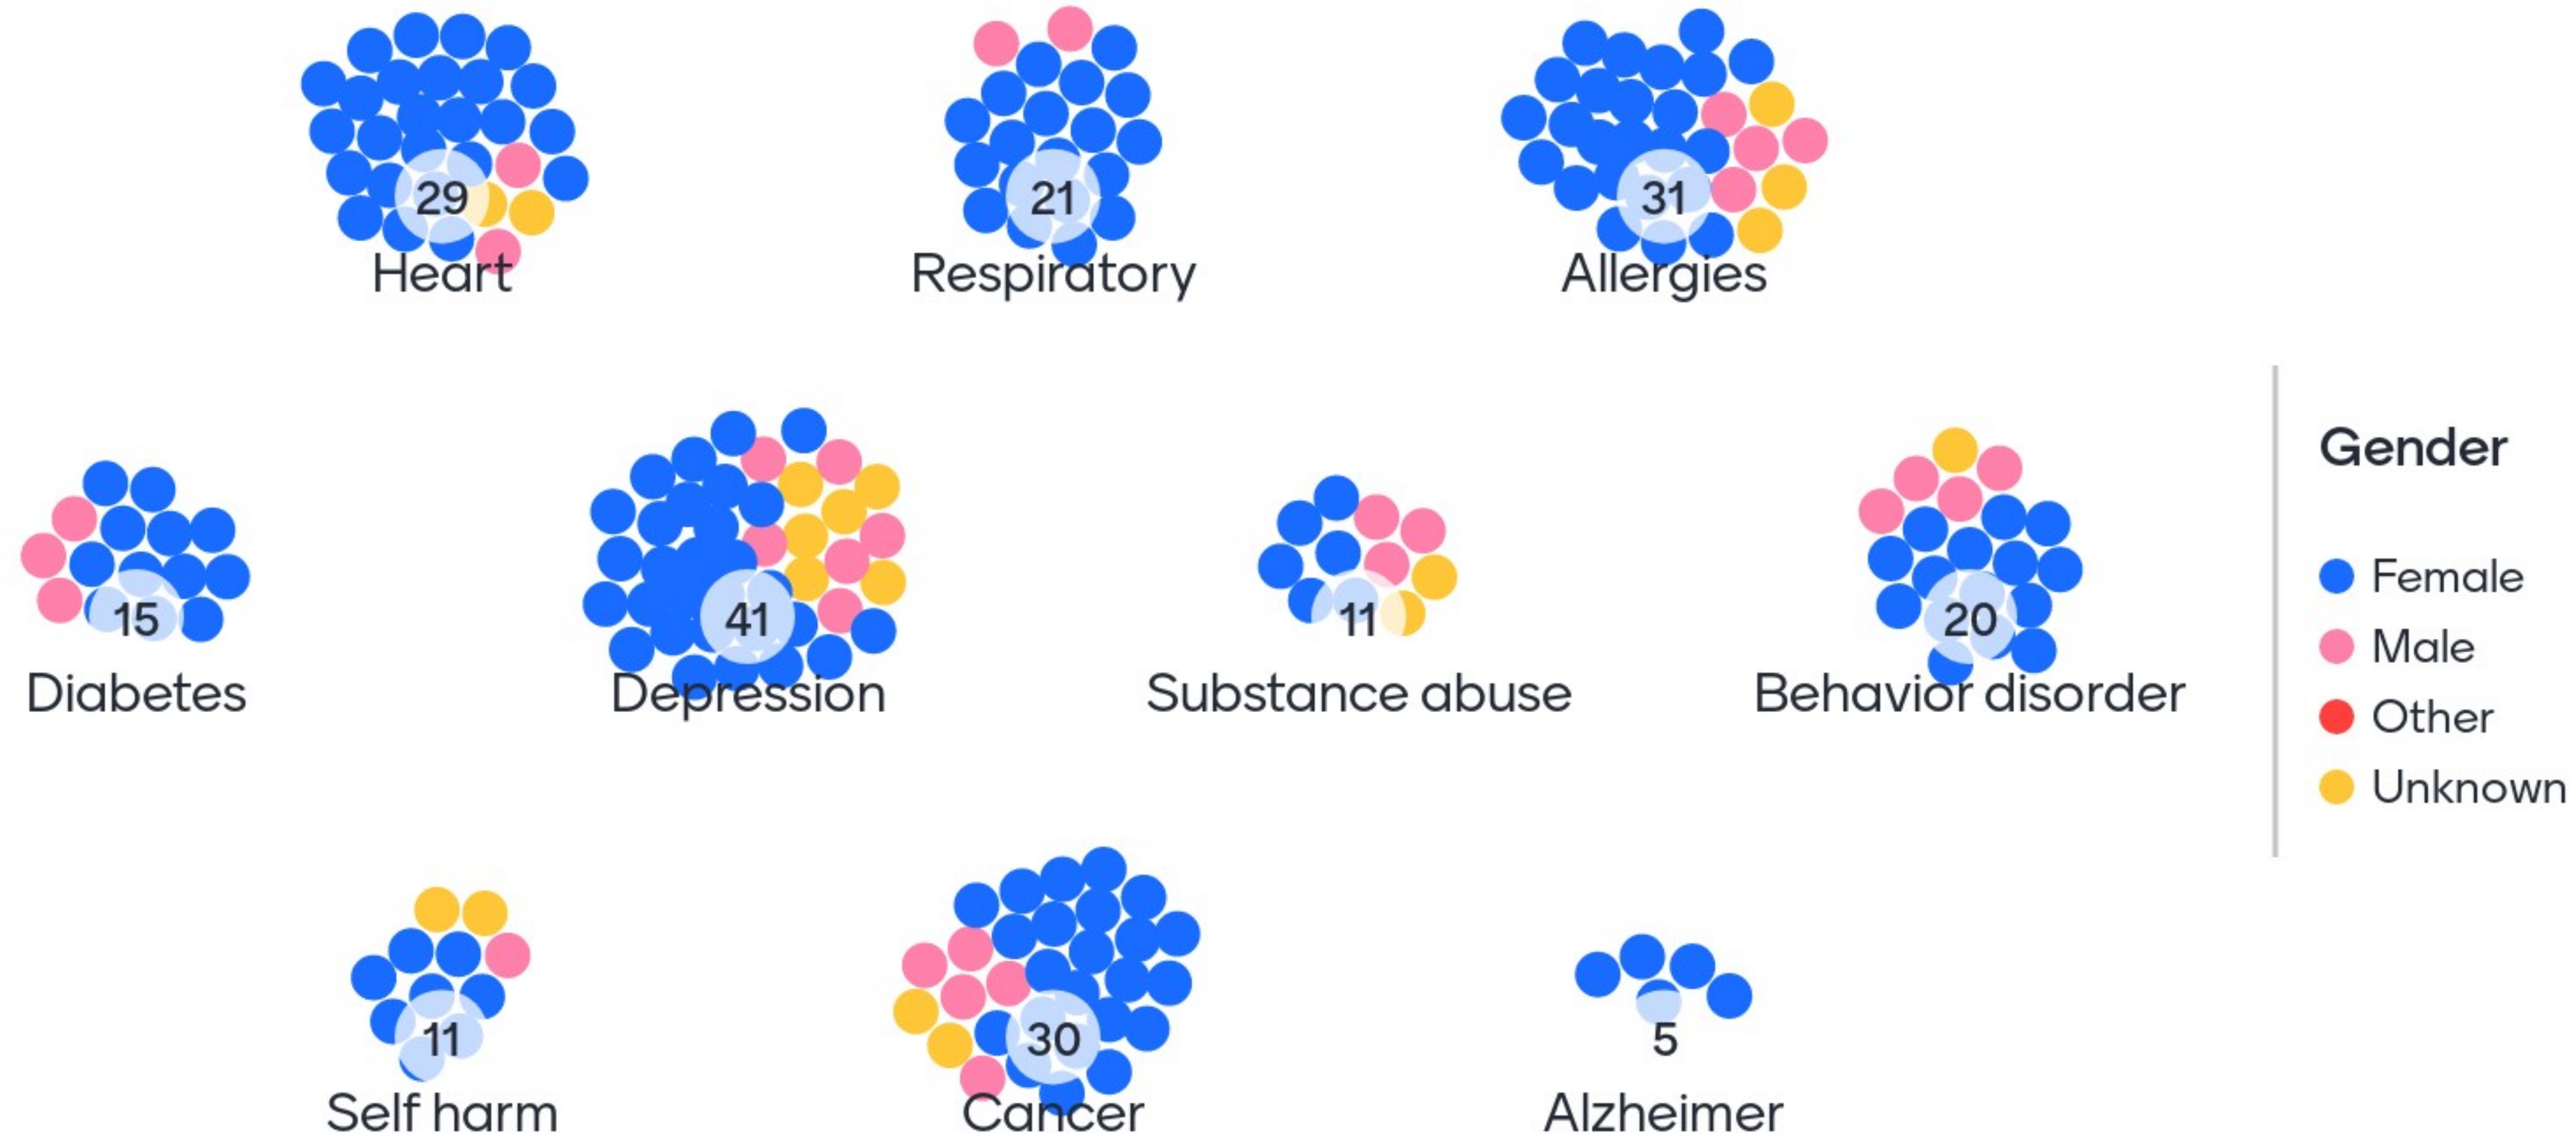 29
Heart
21
Respiratory
31
Allergies
15
Diabetes
41
Depression
11
Substance abuse
20
Behavior disorder
11
Self harm
30
Cancer
5
Alzheimer
Gender
Female
Male
Other
Unknown